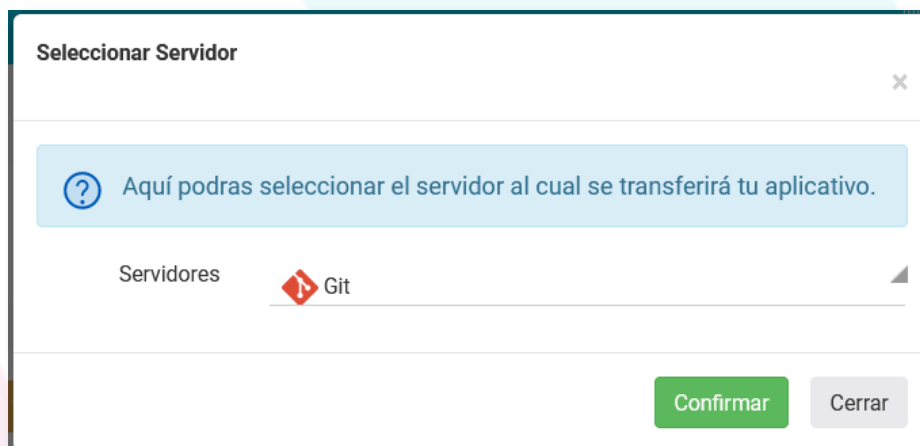 Seleccionar Servidor
×
Aquí podras seleccionar el servidor al cual se transferirá tu aplicativo.
Servidores
Git
Confirmar
Cerrar